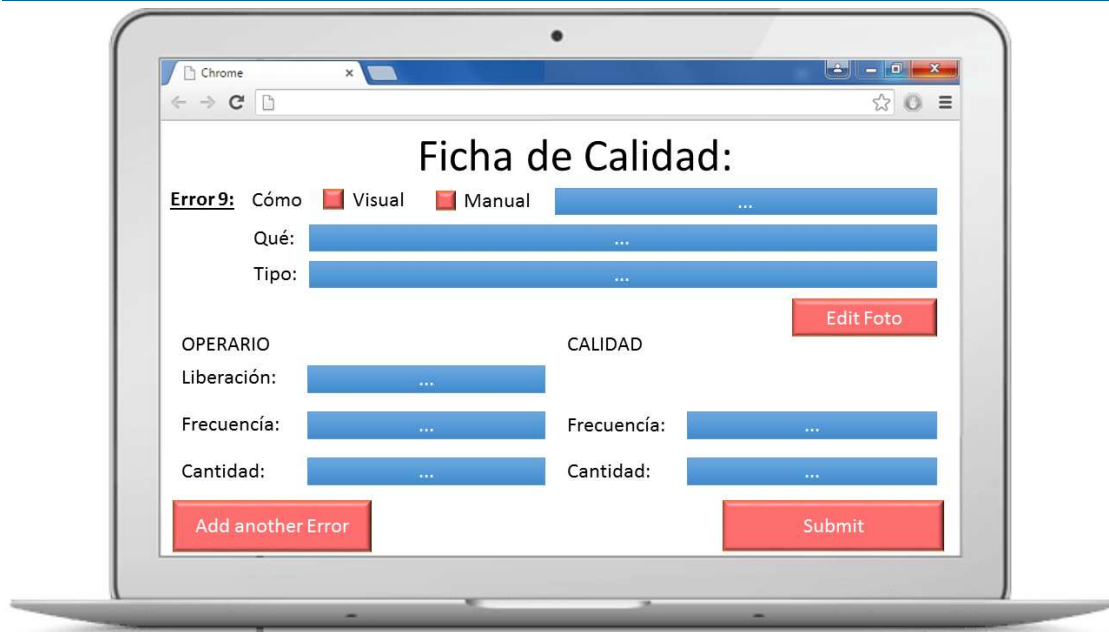 Chrome
Ficha de Calidad:
Error 9: Cómo Visual Manual ...
Qué: ...
Tipo: ...
Edit Foto
OPERARIO CALIDAD
Liberación: ...
Frecuencía: ... Frecuencía: ...
Cantidad: ... Cantidad: ...
Add another Error Submit